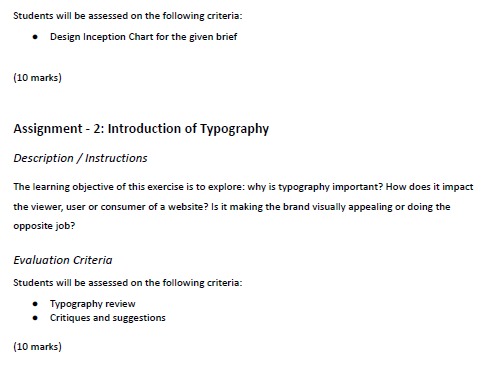 Students will be assessed on the following criteria:
● Design Inception Chart for the given brief
(10 marks)
Assignment - 2: Introduction of Typography
Description / Instructions
The learning objective of this exercise is to explore: why is typography important? How does it impact
the viewer, user or consumer of a website? Is it making the brand visually appealing or doing the
opposite job?
Evaluation Criteria
Students will be assessed on the following criteria:
● Typography review
● Critiques and suggestions
(10 marks)